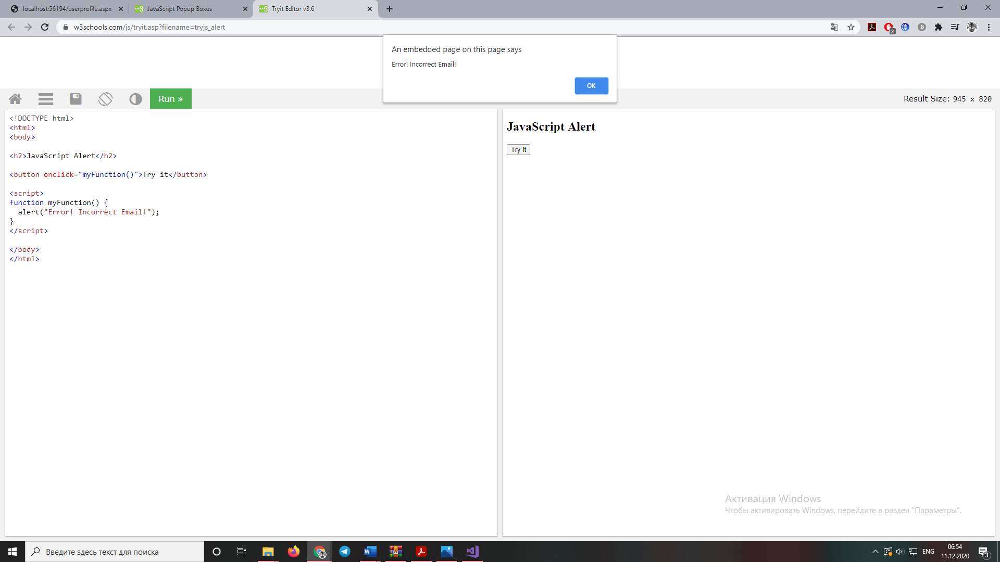 localhost:56194/userprofile.aspx
JavaScript Popup Boxes
Tryit Editor v3.6
w3schools.com/js/tryit.asp?filename=tryjs_alert
2
An embedded page on this page says
Error! Incorrect Email!
OK
Run »
Result Size: 945 x 820
<!DOCTYPE html>
<html>
<body>
<h2>JavaScript Alert</h2>
<button onclick="myFunction()">Try it</button>
<script>
function myFunction() {
  alert("Error! Incorrect Email!");
}
</script>
</body>
</html>
JavaScript Alert
Try it
Активация Windows
Чтобы активировать Windows, перейдите в раздел "Параметры".
Введите здесь текст для поиска
ENG
06:54
11.12.2020
3